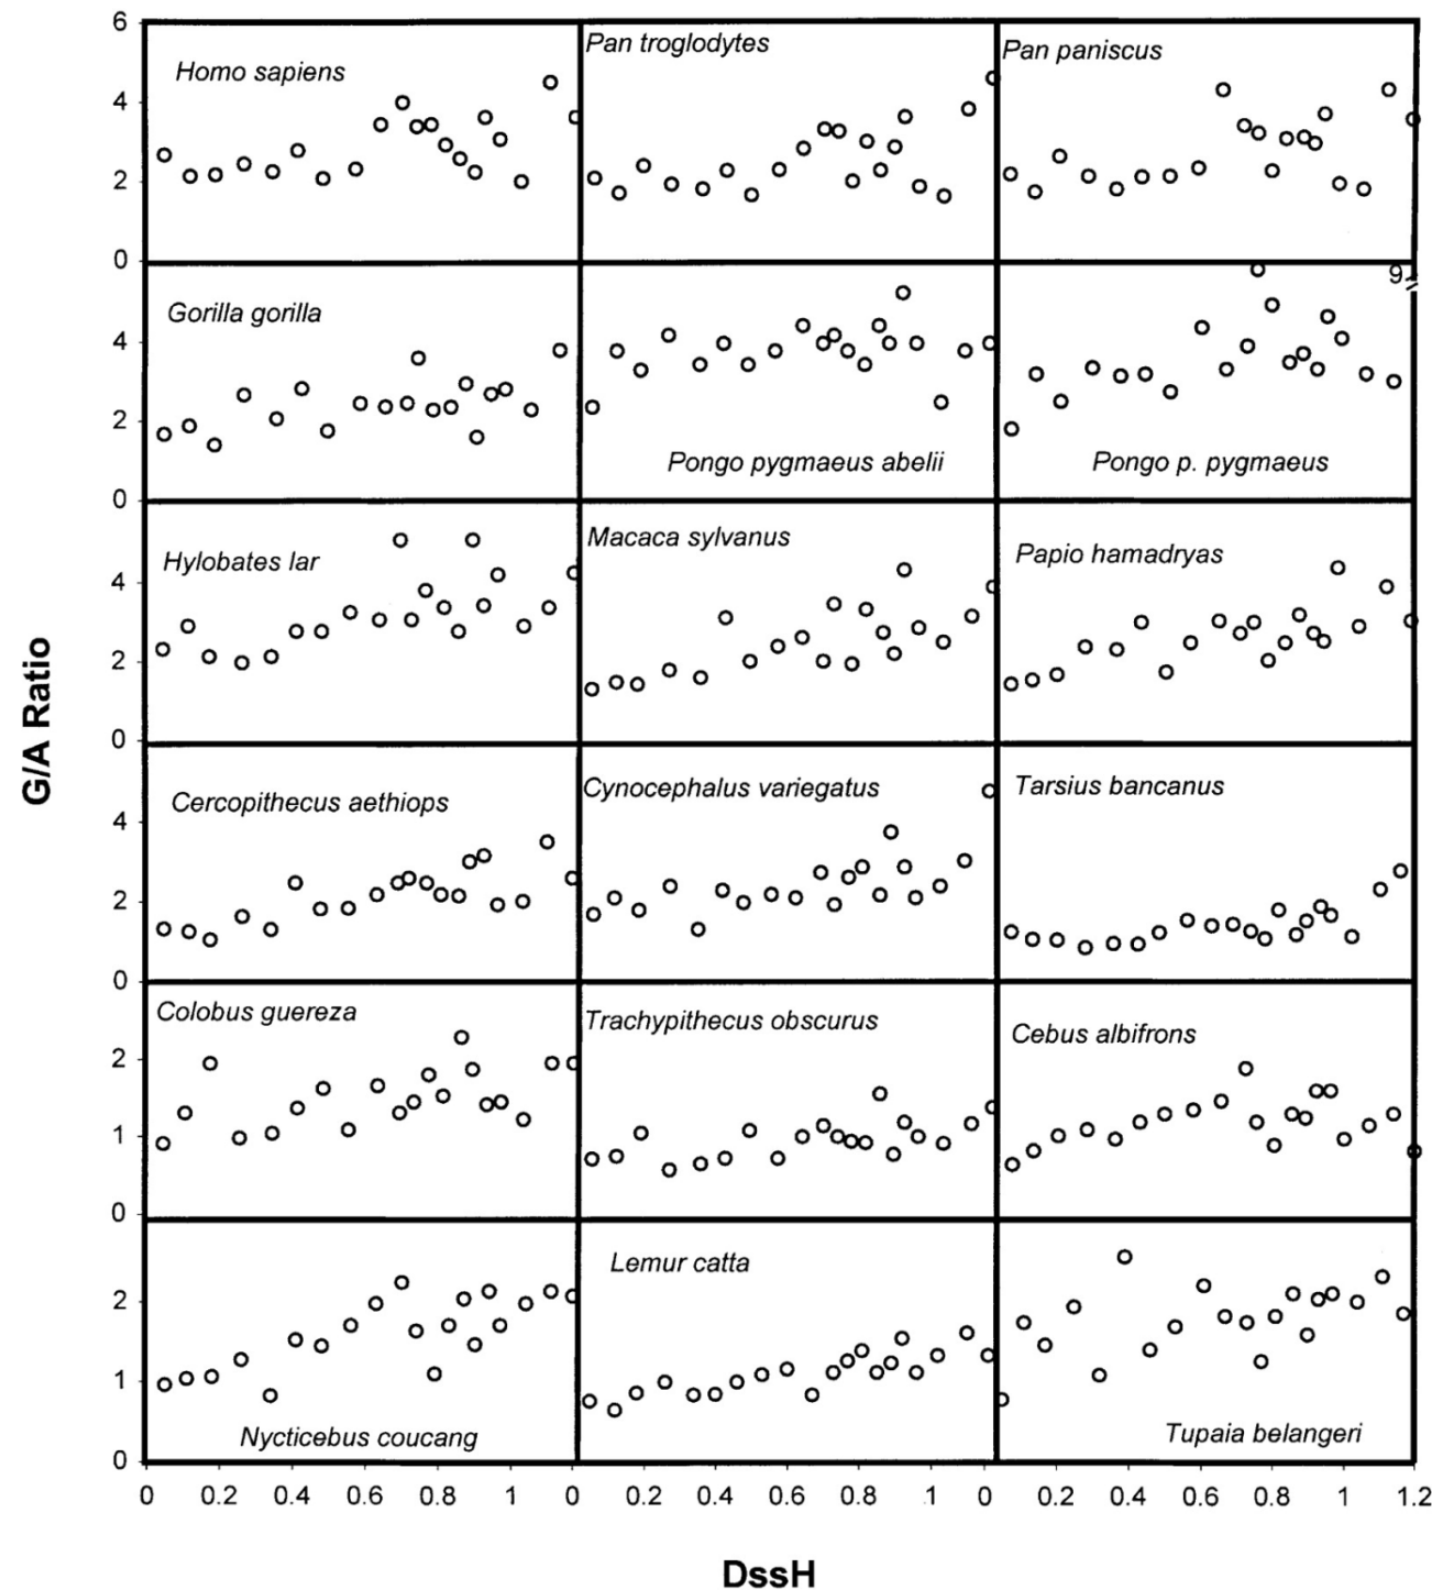 6
4
2
0
Homo sapiens
Pan troglodytes
Pan paniscus
4
2
0
Gorilla gorilla
Pongo pygmaeus abelii
Pongo p. pygmaeus
9
4
2
0
Hylobates lar
Macaca sylvanus
Papio hamadryas
4
2
0
Cercopithecus aethiops
Cynocephalus variegatus
Tarsius bancanus
2
1
0
Colobus guereza
Trachypithecus obscurus
Cebus albifrons
2
1
0
Nycticebus coucang
Lemur catta
Tupaia belangeri
G/A Ratio
0 0.2 0.4 0.6 0.8 1 0 0.2 0.4 0.6 0.8 1 0 0.2 0.4 0.6 0.8 1 1.2
DssH